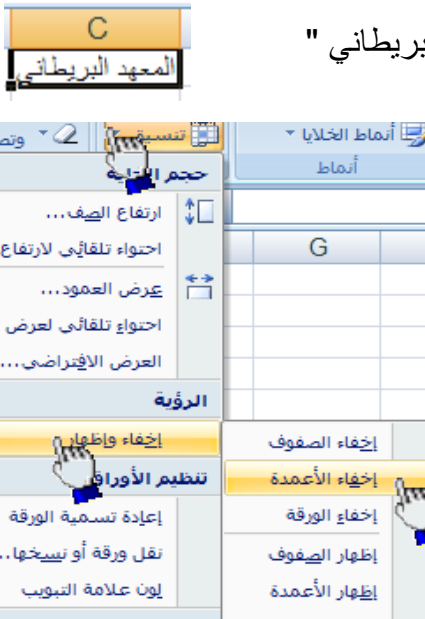 C
بريطاني "
المعهد البريطاني
أنماط الخلايا
تنسيق
أنماط
حجم الخلية
ارتفاع الصف...
احتواء تلقائي لارتفاع
G
عرض العمود...
احتواء تلقائي لعرض
العرض الافتراضي...
الرؤية
إخفاء وإظهار
إخفاء الصفوف
تنظيم الأوراق
إخفاء الأعمدة
إعادة تسمية الورقة
إخفاء الورقة
نقل ورقة أو نسخها..
إظهار الصفوف
لون علامة التبويب
إظهار الأعمدة